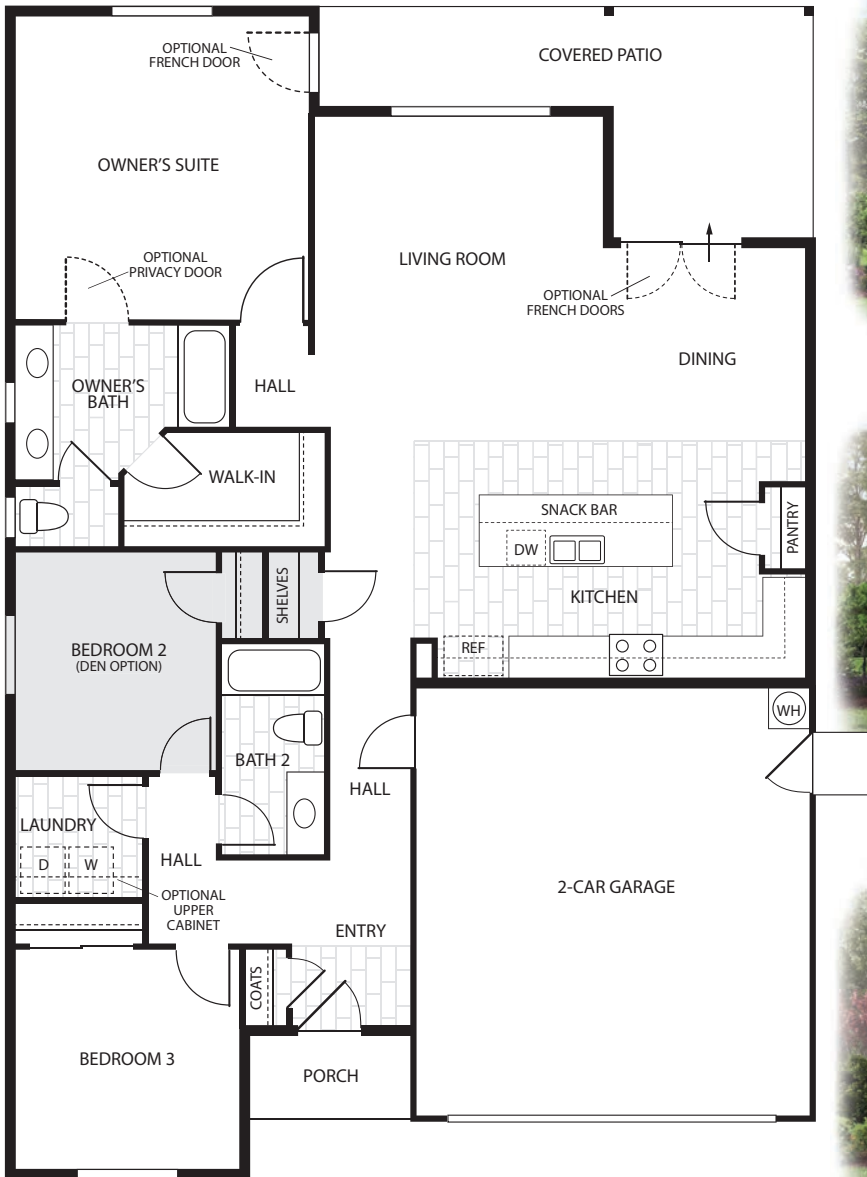 OPTIONAL
FRENCH DOOR
COVERED PATIO
OWNER'S SUITE
OPTIONAL
PRIVACY DOOR
LIVING ROOM
OPTIONAL
FRENCH DOORS
DINING
OWNER'S
BATH
HALL
WALK-IN
SNACK BAR
DW
PANTRY
KITCHEN
SHELVES
REF
BEDROOM 2
(DEN OPTION)
WH
BATH 2
HALL
LAUNDRY
D
W
HALL
OPTIONAL
UPPER
CABINET
2-CAR GARAGE
ENTRY
COATS
BEDROOM 3
PORCH